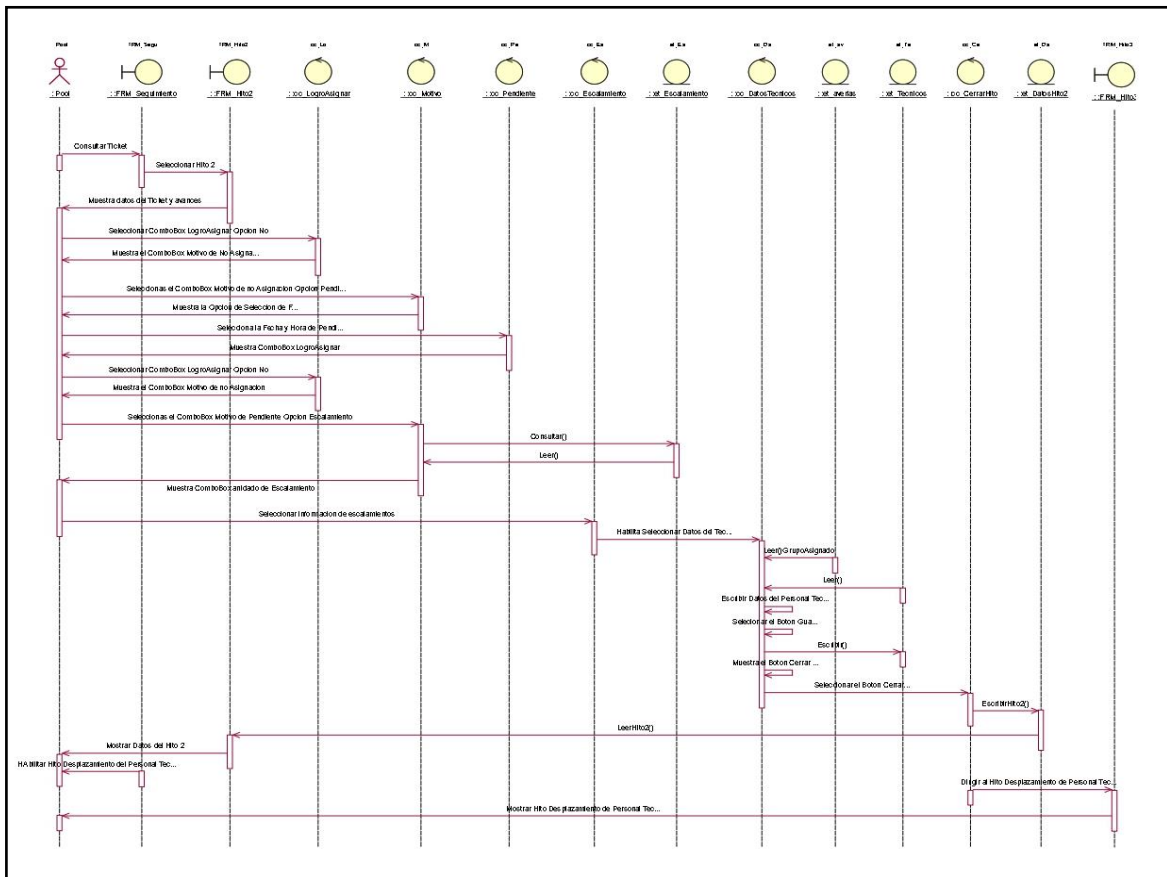 Pool
FRM_Segu
FRM_Hito2
cc_Lo
cc_M
cc_Pe
cc_Es
et_Es
cc_Da
et_av
et_Te
cc_Ce
et_Da
FRM_Hito3
: :Pool
: :FRM_Seguimiento
: :FRM_Hito2
: :cc_LogroAsignar
: :cc_Motivo
: :cc_Pendiente
: :cc_Escalamiento
: :et_Escalamiento
: :cc_DatosTecnicos
: :et_averias
: :et_Tecnicos
: :cc_CerrarHito
: :et_DatosHito2
: :FRM_Hito3
Consultar Ticket
Seleccionar Hito 2
Muestra datos del Ticket y avances
Seleccionar ComboBox LogroAsignar Opcion No
Muestra el ComboBox Motivo de No Asigna...
Seleccionas el ComboBox Motivo de no Asignacion Opcion Pendi...
Muestra la Opcion de Seleccion de F...
Selecciona la Fecha y Hora de Pendi...
Muestra ComboBox LogroAsignar
Seleccionar ComboBox LogroAsignar Opcion No
Muestra el ComboBox Motivo de no Asignacion
Seleccionas el ComboBox Motivo de Pendiente Opcion Escalamiento
Consultar()
Leer()
Muestra ComboBox anidado de Escalamiento
Seleccionar Informacion de escalamientos
Habilita Seleccionar Datos del Tec...
Leer()GrupoAsignado
Leer()
Escribir Datos del Personal Tec...
Selecionar el Boton Gua...
Escribir()
Muestra el Boton Cerrar ...
Seleccionar el Boton Cerrar...
EscribirHito2()
LeerHito2()
Mostrar Datos del Hito 2
HAbilitar Hito Desplazamiento del Personal Tec...
Dirigir al Hito Desplazamiento de Personal Tec...
Mostrar Hito Desplazamiento de Personal Tec...